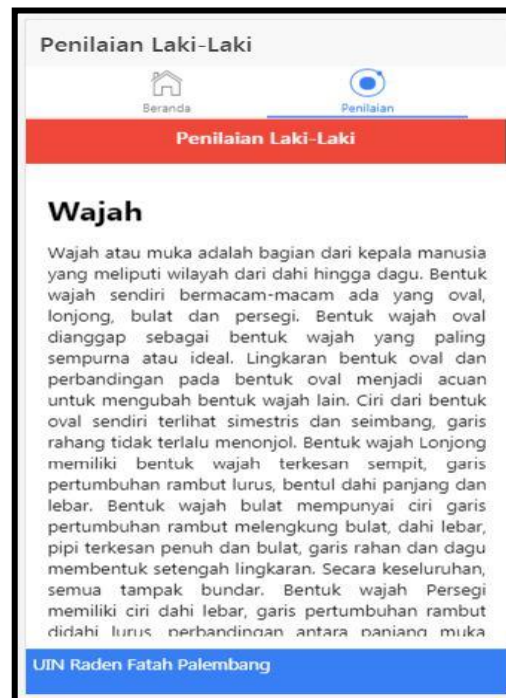 Penilaian Laki-Laki
Beranda Penilaian
Penilaian Laki-Laki
Wajah
Wajah atau muka adalah bagian dari kepala manusia
yang meliputi wilayah dari dahi hingga dagu. Bentuk
wajah sendiri bermacam-macam ada yang oval,
lonjong, bulat dan persegi. Bentuk wajah oval
dianggap sebagai bentuk wajah yang paling
sempurna atau ideal. Lingkaran bentuk oval dan
perbandingan pada bentuk oval menjadi acuan
untuk mengubah bentuk wajah lain. Ciri dari bentuk
oval sendiri terlihat simestris dan seimbang, garis
rahang tidak terlalu menonjol. Bentuk wajah Lonjong
memiliki bentuk wajah terkesan sempit, garis
pertumbuhan rambut lurus, bentul dahi panjang dan
lebar. Bentuk wajah bulat mempunyai ciri garis
pertumbuhan rambut melengkung bulat, dahi lebar,
pipi terkesan penuh dan bulat, garis rahan dan dagu
membentuk setengah lingkaran. Secara keseluruhan,
semua tampak bundar. Bentuk wajah Persegi
memiliki ciri dahi lebar, garis pertumbuhan rambut
didahi lurus, perbandingan antara panjang muka
UIN Raden Fatah Palembang